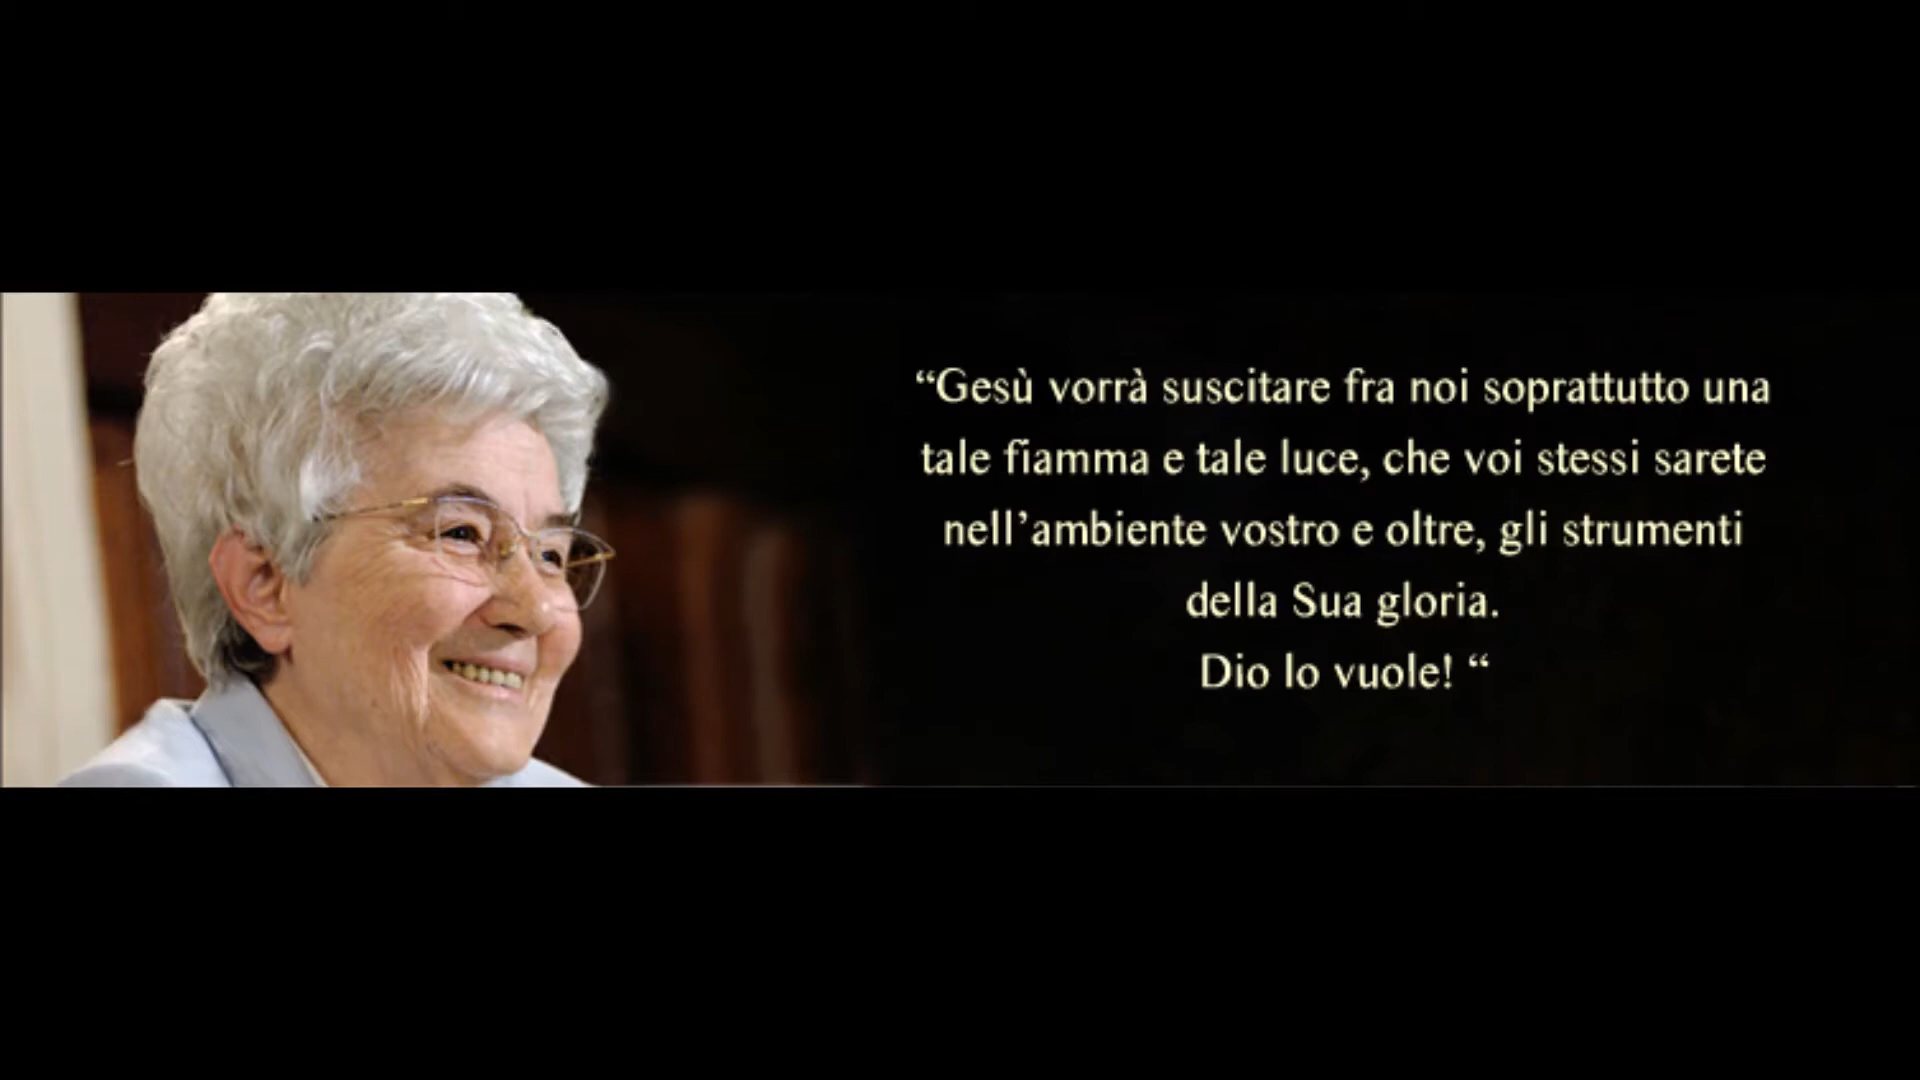 “Gesù vorrà suscitare fra noi soprattutto una
tale fiamma e tale luce, che voi stessi sarete
nell’ambiente vostro e oltre, gli strumenti
della Sua gloria.
Dio lo vuole! “